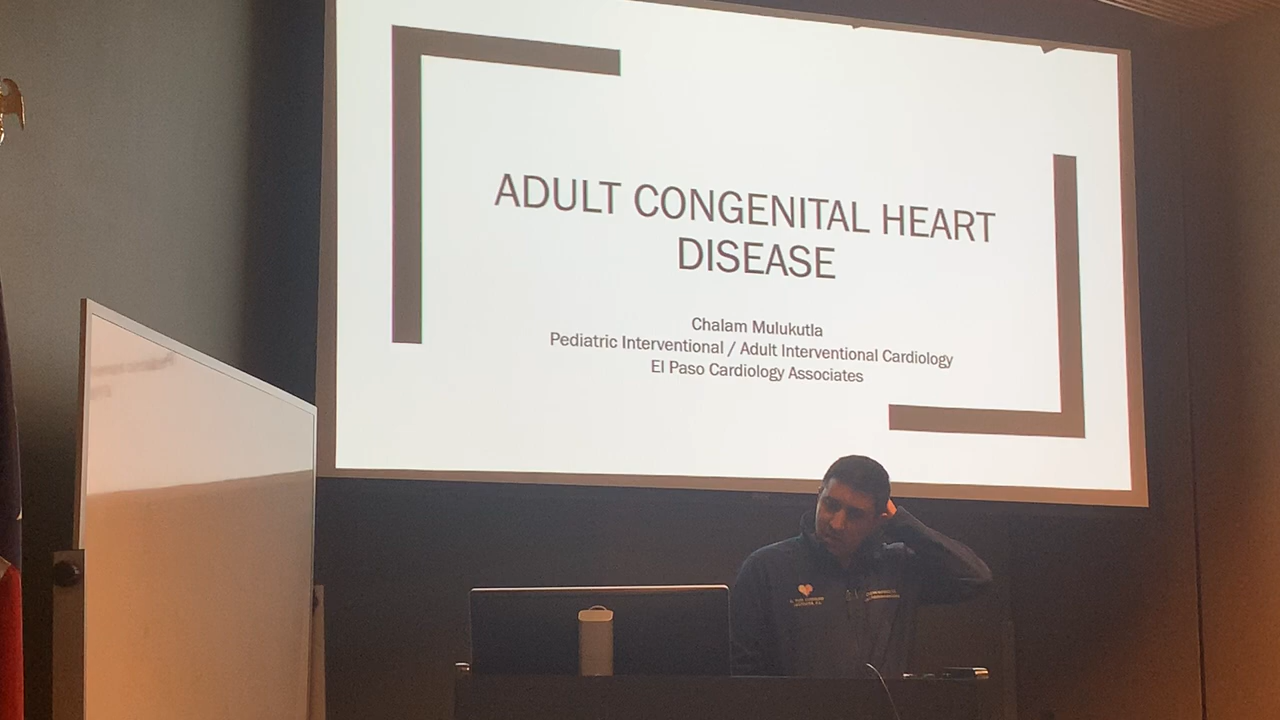 ADULT CONGENITAL HEART
DISEASE
Chalam Mulukutla
Pediatric Interventional / Adult Interventional Cardiology
El Paso Cardiology Associates